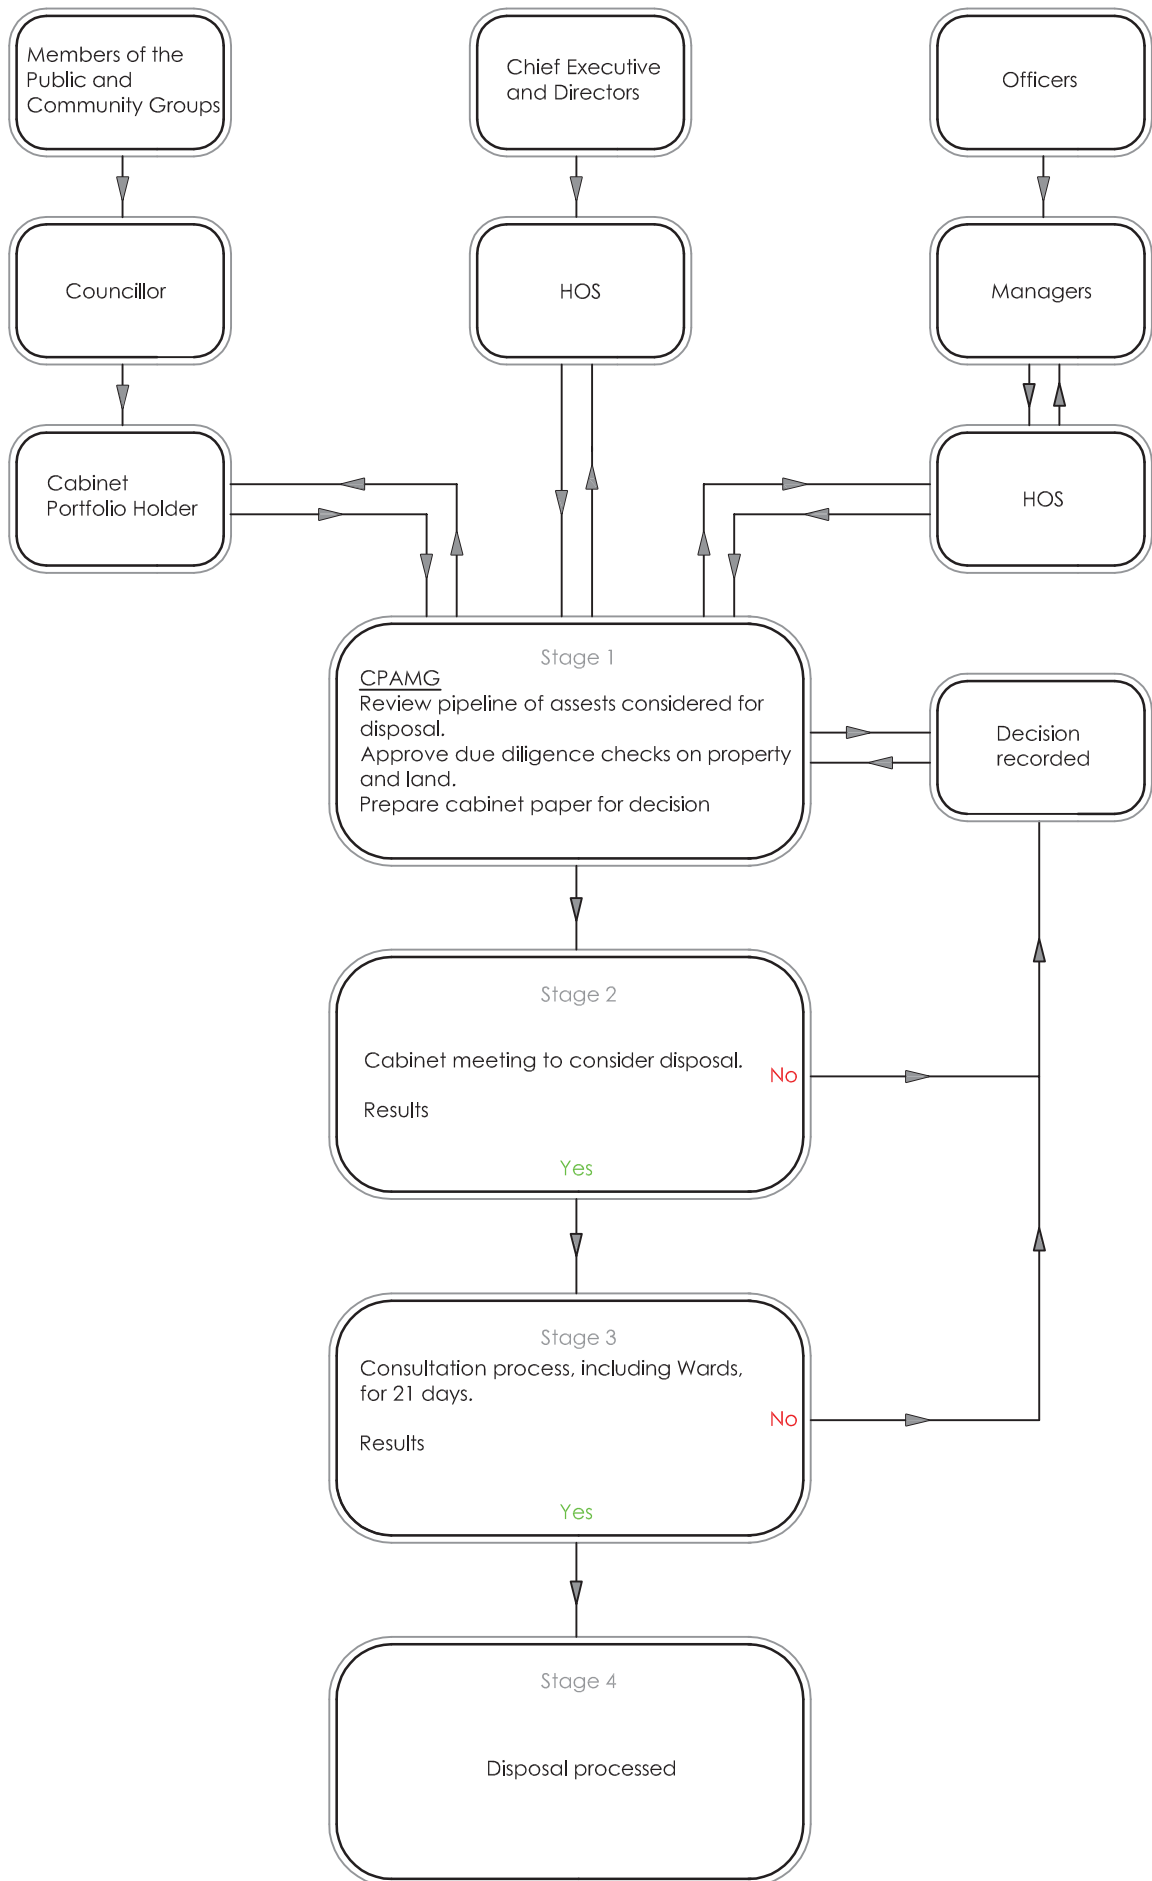 Members of the
Public and
Community Groups
Chief Executive
and Directors
Officers
Councillor
HOS
Managers
Cabinet
Portfolio Holder
HOS
Stage 1
CPAMG
Review pipeline of assests considered for
disposal.
Approve due diligence checks on property
and land.
Prepare cabinet paper for decision
Decision
recorded
Stage 2
Cabinet meeting to consider disposal.
No
Results
Yes
Stage 3
Consultation process, including Wards,
for 21 days.
No
Results
Yes
Stage 4
Disposal processed